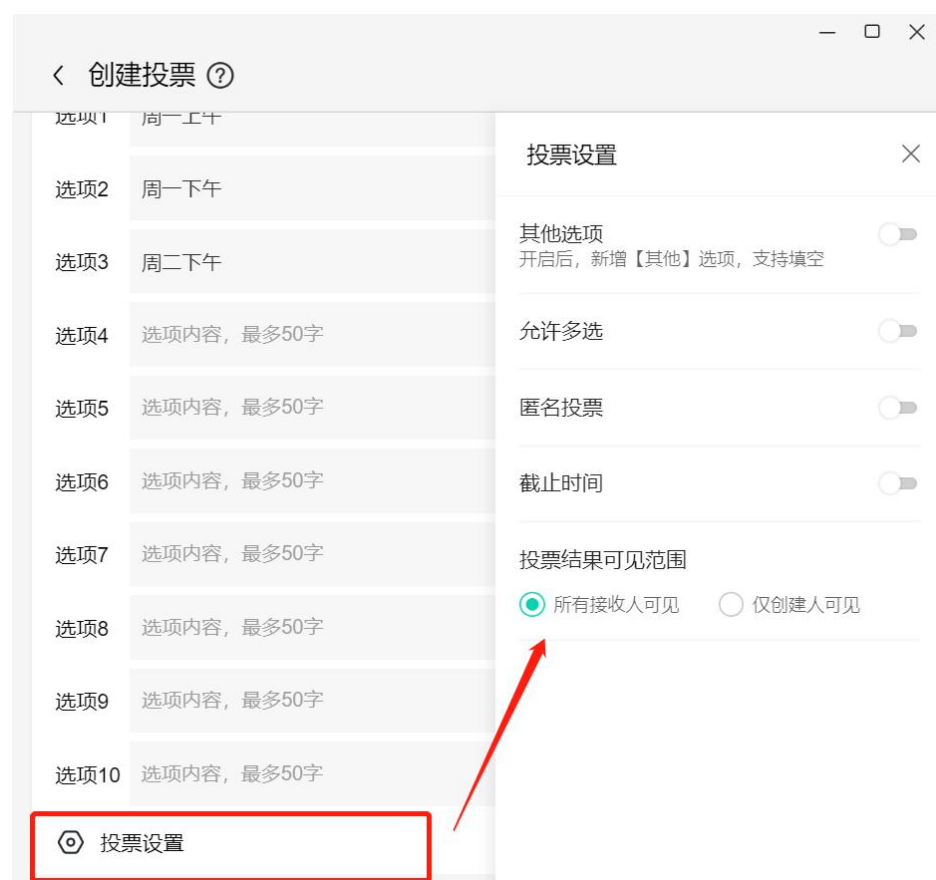 创建投票
选项1 周一上午
选项2 周一下午
选项3 周二下午
选项4 选项内容，最多50字
选项5 选项内容，最多50字
选项6 选项内容，最多50字
选项7 选项内容，最多50字
选项8 选项内容，最多50字
选项9 选项内容，最多50字
选项10 选项内容，最多50字
投票设置
投票设置
其他选项
开启后，新增【其他】选项，支持填空
允许多选
匿名投票
截止时间
投票结果可见范围
所有接收人可见 仅创建人可见